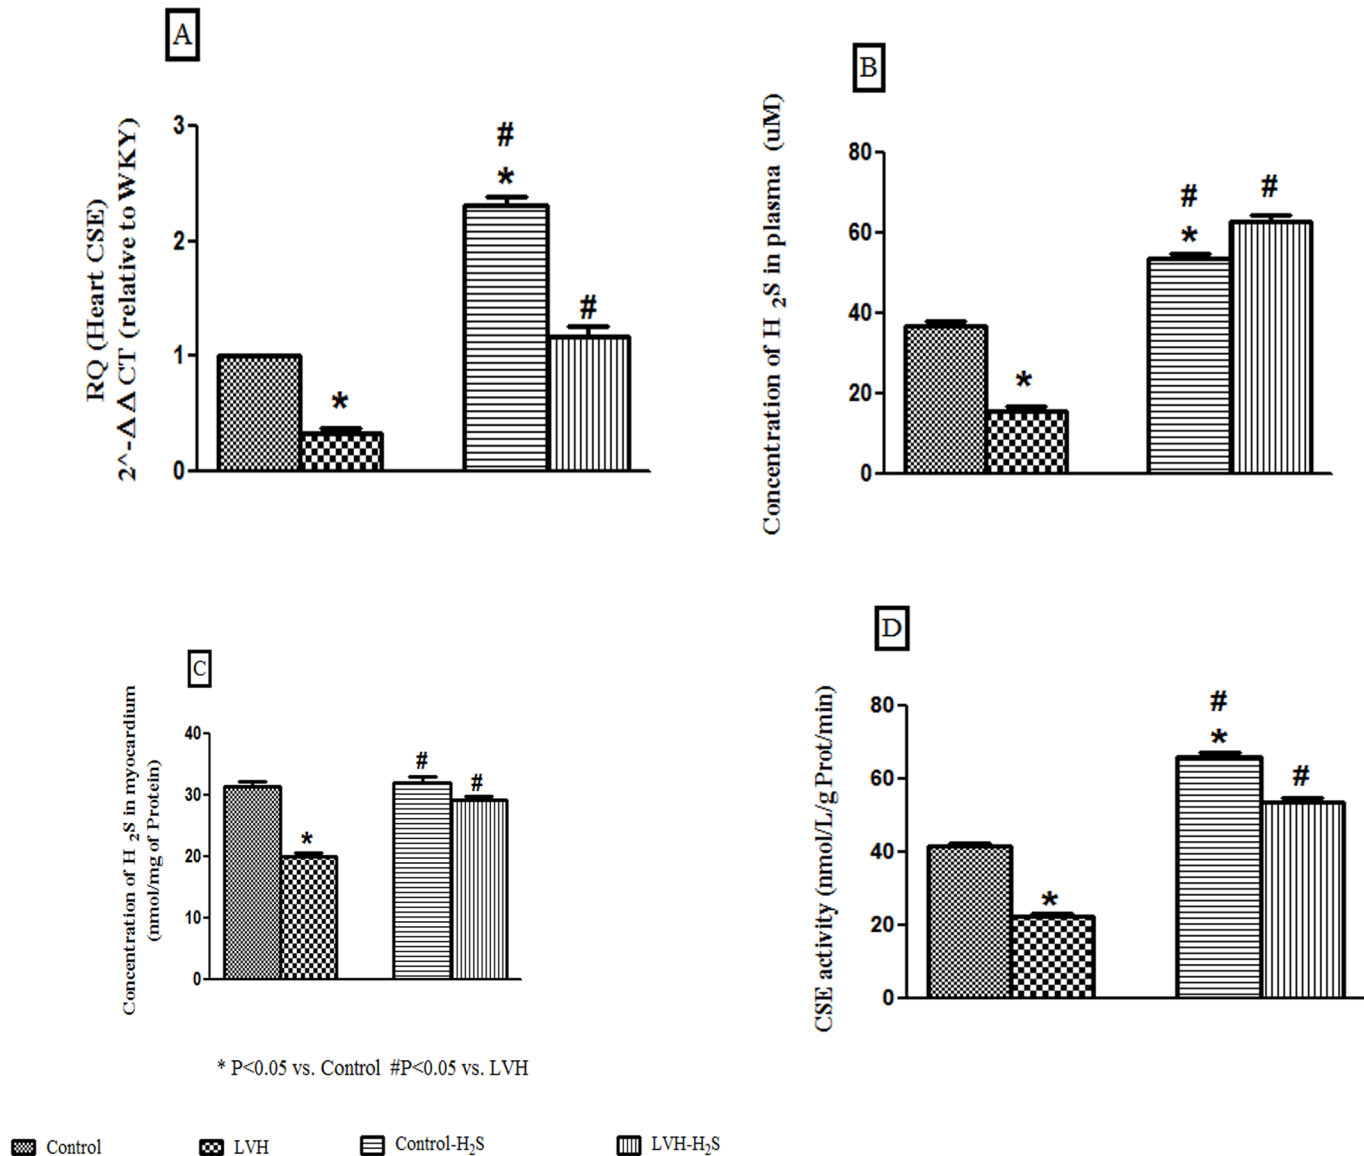 A
RQ (Heart CSE)
2^-Δ Δ CT (relative to WKY)
3
2
1
0
*
#
*
#
B
Concentration of H 2S in plasma (uM)
80
60
40
20
0
*
#
*
#
C
Concentration of H 2S in myocardium
(nmol/mg of Protein)
40
30
20
10
0
*
#
#
D
CSE activity (nmol/L/g Prot/min)
80
60
40
20
0
*
#
*
#
* P<0.05 vs. Control #P<0.05 vs. LVH
Control LVH Control-H2S LVH-H2S